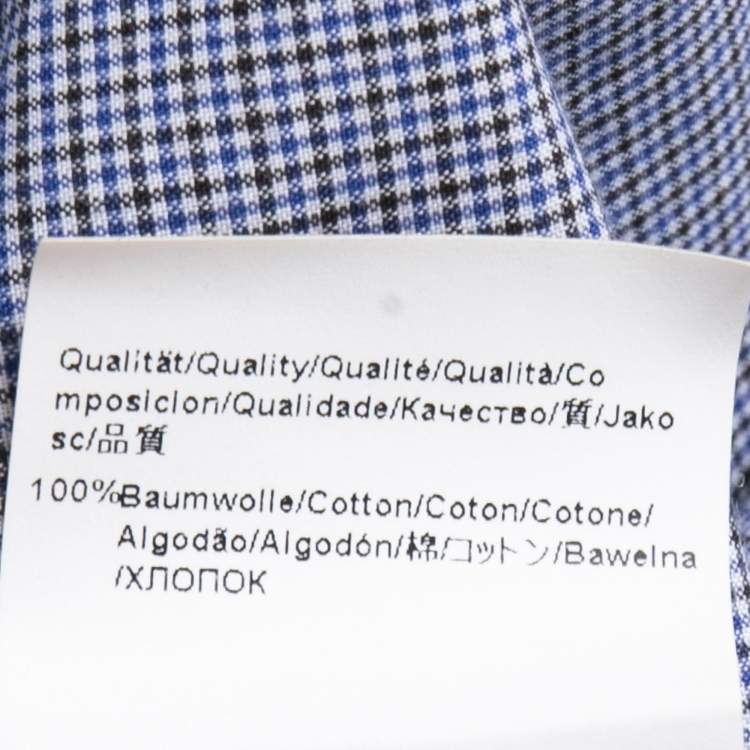 Qualität/Quality/Qualité/Qualità/Co
mposicion/Qualidade/Качество/質/Jako
sc/品質
100%Baumwolle/Cotton/Coton/Cotone/
Algodão/Algodón/棉/コットン/Bawelna
/ХЛОПОК